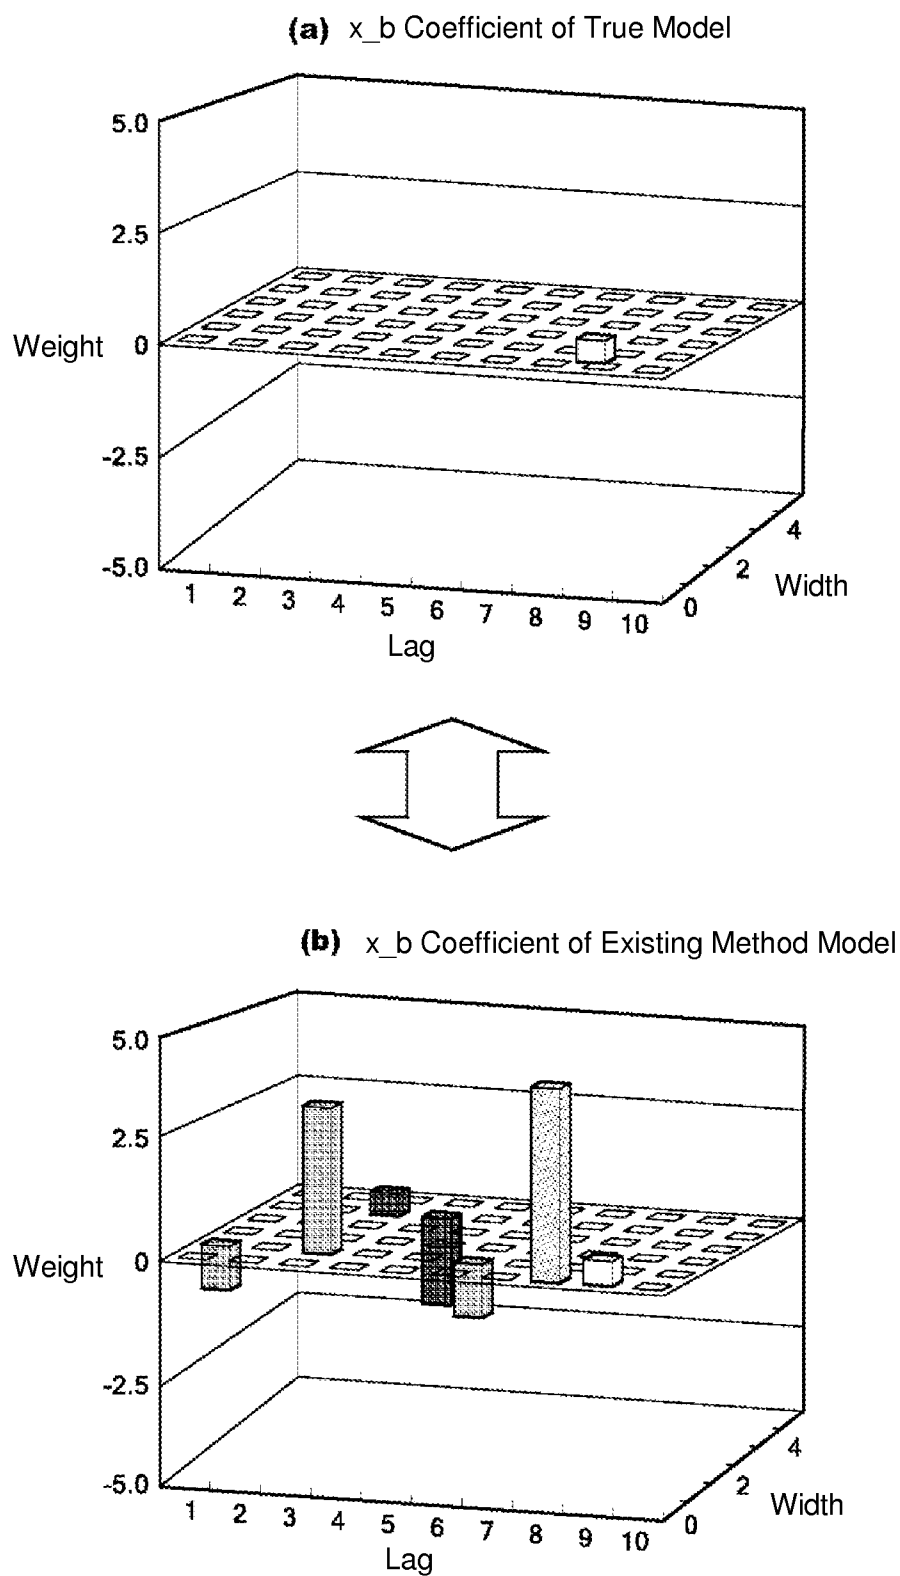 (a) x_b Coefficient of True Model
5.0
2.5
Weight 0
-2.5
-5.0
1 2 3 4 5 6 7 8 9 10
Lag
0 2 4
Width
(b) x_b Coefficient of Existing Method Model
5.0
2.5
Weight 0
-2.5
-5.0
1 2 3 4 5 6 7 8 9 10
Lag
0 2 4
Width